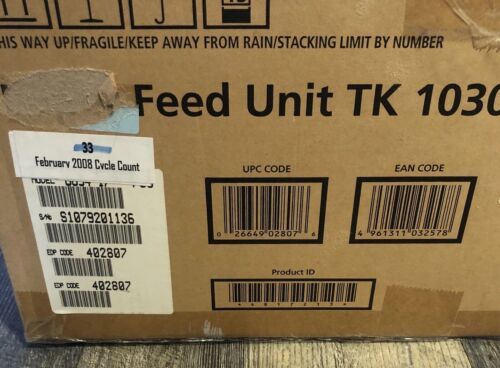 THIS WAY UP/FRAGILE/KEEP AWAY FROM RAIN/STACKING LIMIT BY NUMBER
Feed Unit TK 1030
33
February 2008 Cycle Count
MODEL
S/No S1079201136
EDP CODE 402807
EDP CODE 402807
UPC CODE
0 26649 02807 6
EAN CODE
4 961311 032578
Product ID